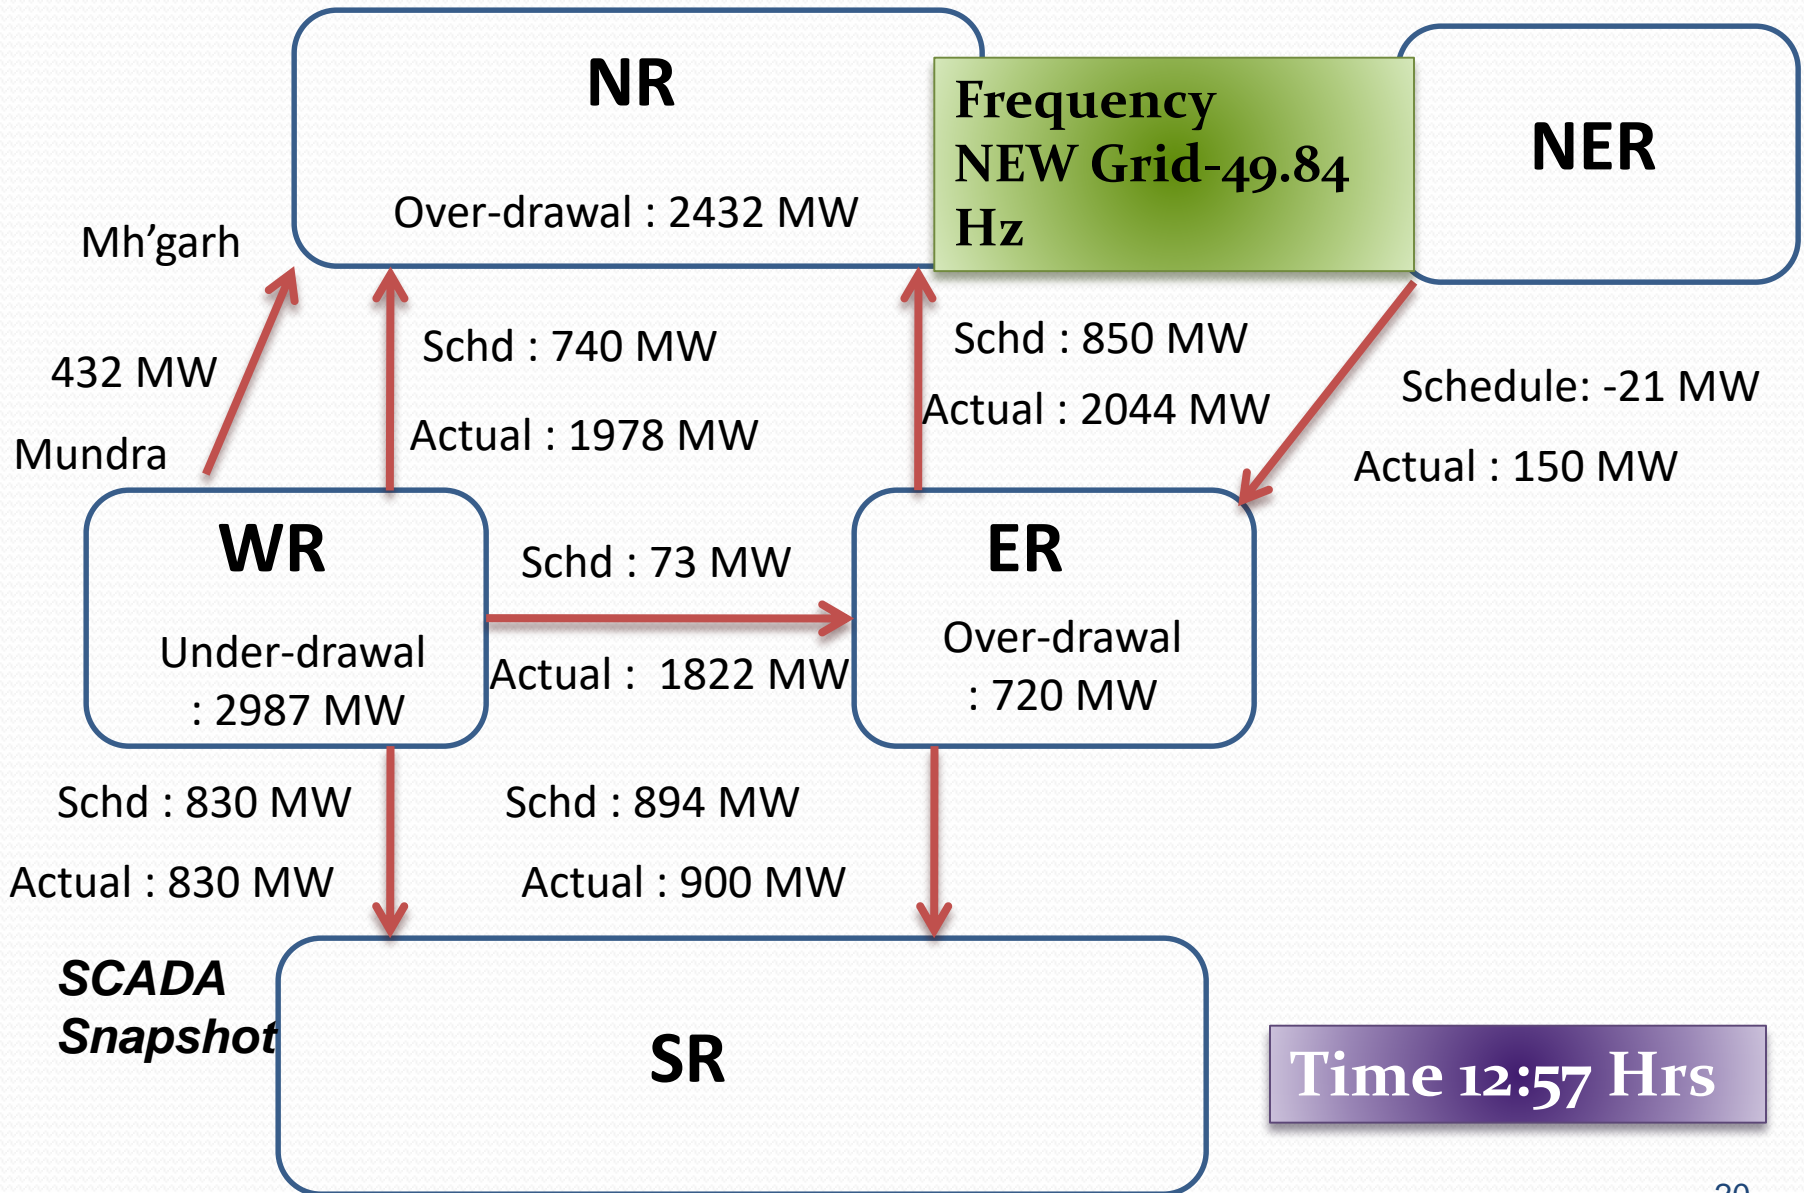 NR
Over-drawal : 2432 MW
Frequency
NEW Grid-49.84
Hz
NER
Mh’garh
432 MW
Mundra
Schd : 740 MW
Actual : 1978 MW
Schd : 850 MW
Actual : 2044 MW
Schedule: -21 MW
Actual : 150 MW
WR
Under-drawal
: 2987 MW
Schd : 73 MW
Actual : 1822 MW
ER
Over-drawal
: 720 MW
Schd : 830 MW
Actual : 830 MW
Schd : 894 MW
Actual : 900 MW
SCADA
Snapshot
SR
Time 12:57 Hrs